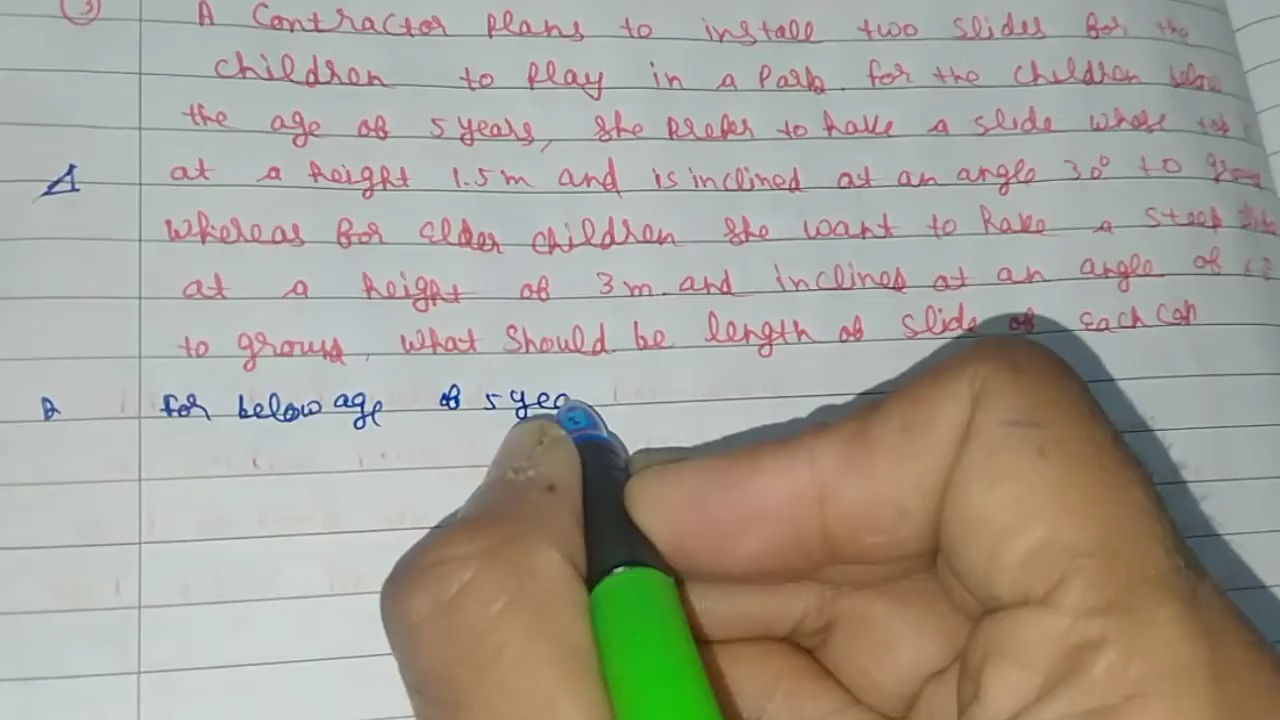 3
A Contractor plans to install two slides for the
children to play in a park. for the children below
the age of 5 years, she prefer to have a slide whose top
at a height 1.5 m and is inclined at an angle 30° to
whereas for elder children she want to have a steep
at a height of 3 m and inclined at an angle of
to ground, what should be length of slide of each can
for below age of 5 yea